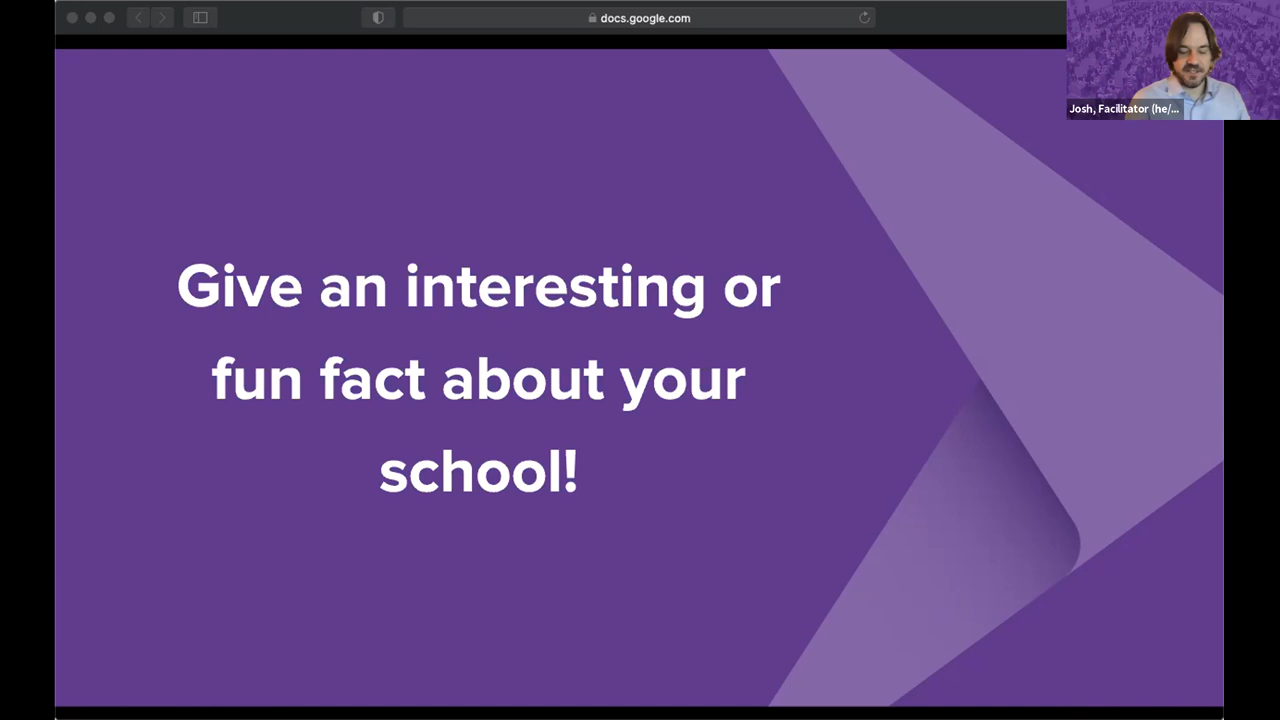 docs.google.com
Josh, Facilitator (he/...
Give an interesting or
fun fact about your
school!